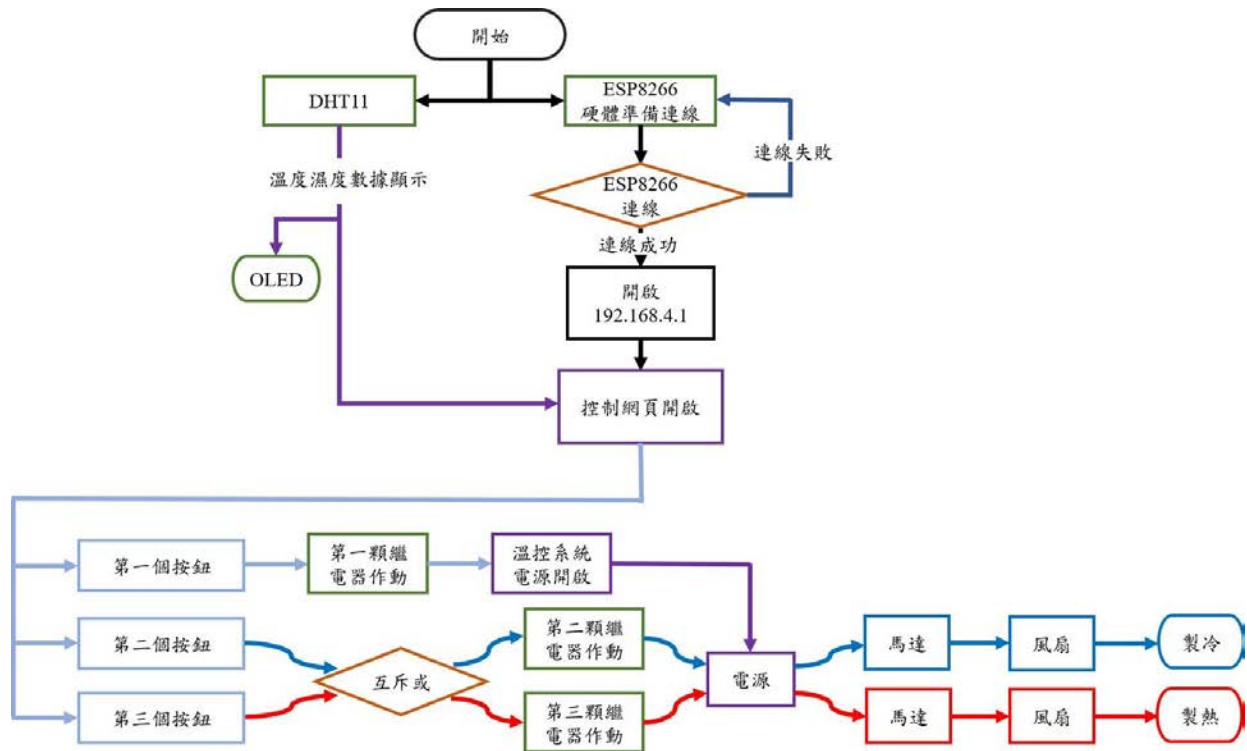 開始
DHT11
ESP8266
硬體準備連線
連線失敗
溫度濕度數據顯示
ESP8266
連線
連線成功
OLED
開啟
192.168.4.1
控制網頁開啟
第一個按鈕
第一顆繼
電器作動
溫控系統
電源開啟
第二個按鈕
第二顆繼
電器作動
馬達
風扇
製冷
互斥或
電源
第三個按鈕
第三顆繼
電器作動
馬達
風扇
製熱